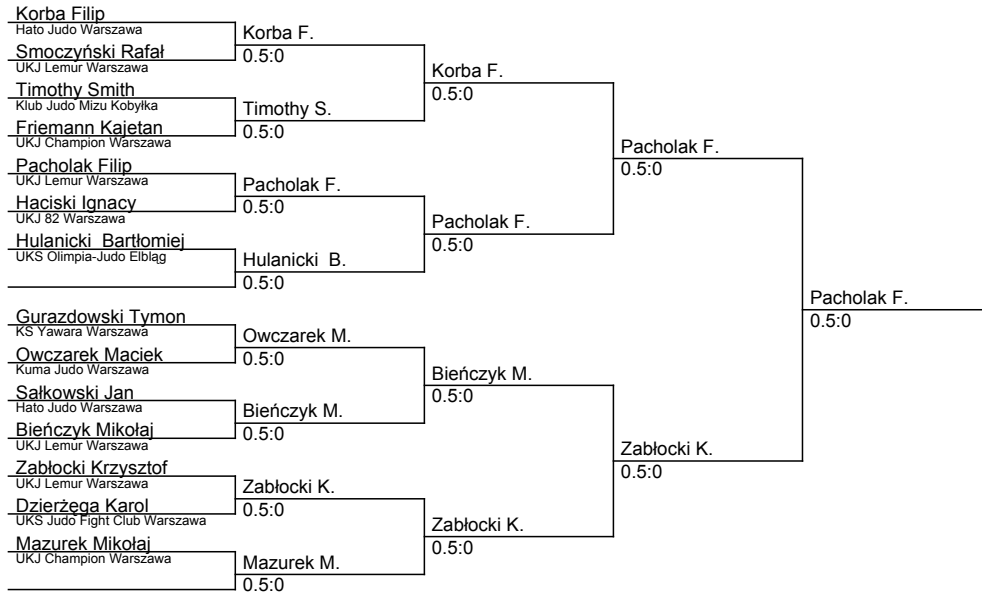 Korba Filip
Hato Judo Warszawa
Korba F.
0.5:0
Smoczyński Rafał
UKJ Lemur Warszawa
Korba F.
0.5:0
Timothy Smith
Klub Judo Mizu Kobyłka
Timothy S.
0.5:0
Friemann Kajetan
UKJ Champion Warszawa
Pacholak F.
0.5:0
Pacholak Filip
UKJ Lemur Warszawa
Pacholak F.
0.5:0
Haciski Ignacy
UKJ 82 Warszawa
Pacholak F.
0.5:0
Hulanicki  Bartłomiej
UKS Olimpia-Judo Elbląg
Hulanicki  B.
0.5:0
Pacholak F.
0.5:0
Gurazdowski Tymon
KS Yawara Warszawa
Owczarek M.
0.5:0
Owczarek Maciek
Kuma Judo Warszawa
Bieńczyk M.
0.5:0
Sałkowski Jan
Hato Judo Warszawa
Bieńczyk M.
0.5:0
Bieńczyk Mikołaj
UKJ Lemur Warszawa
Zabłocki K.
0.5:0
Zabłocki Krzysztof
UKJ Lemur Warszawa
Zabłocki K.
0.5:0
Dzierżęga Karol
UKS Judo Fight Club Warszawa
Zabłocki K.
0.5:0
Mazurek Mikołaj
UKJ Champion Warszawa
Mazurek M.
0.5:0